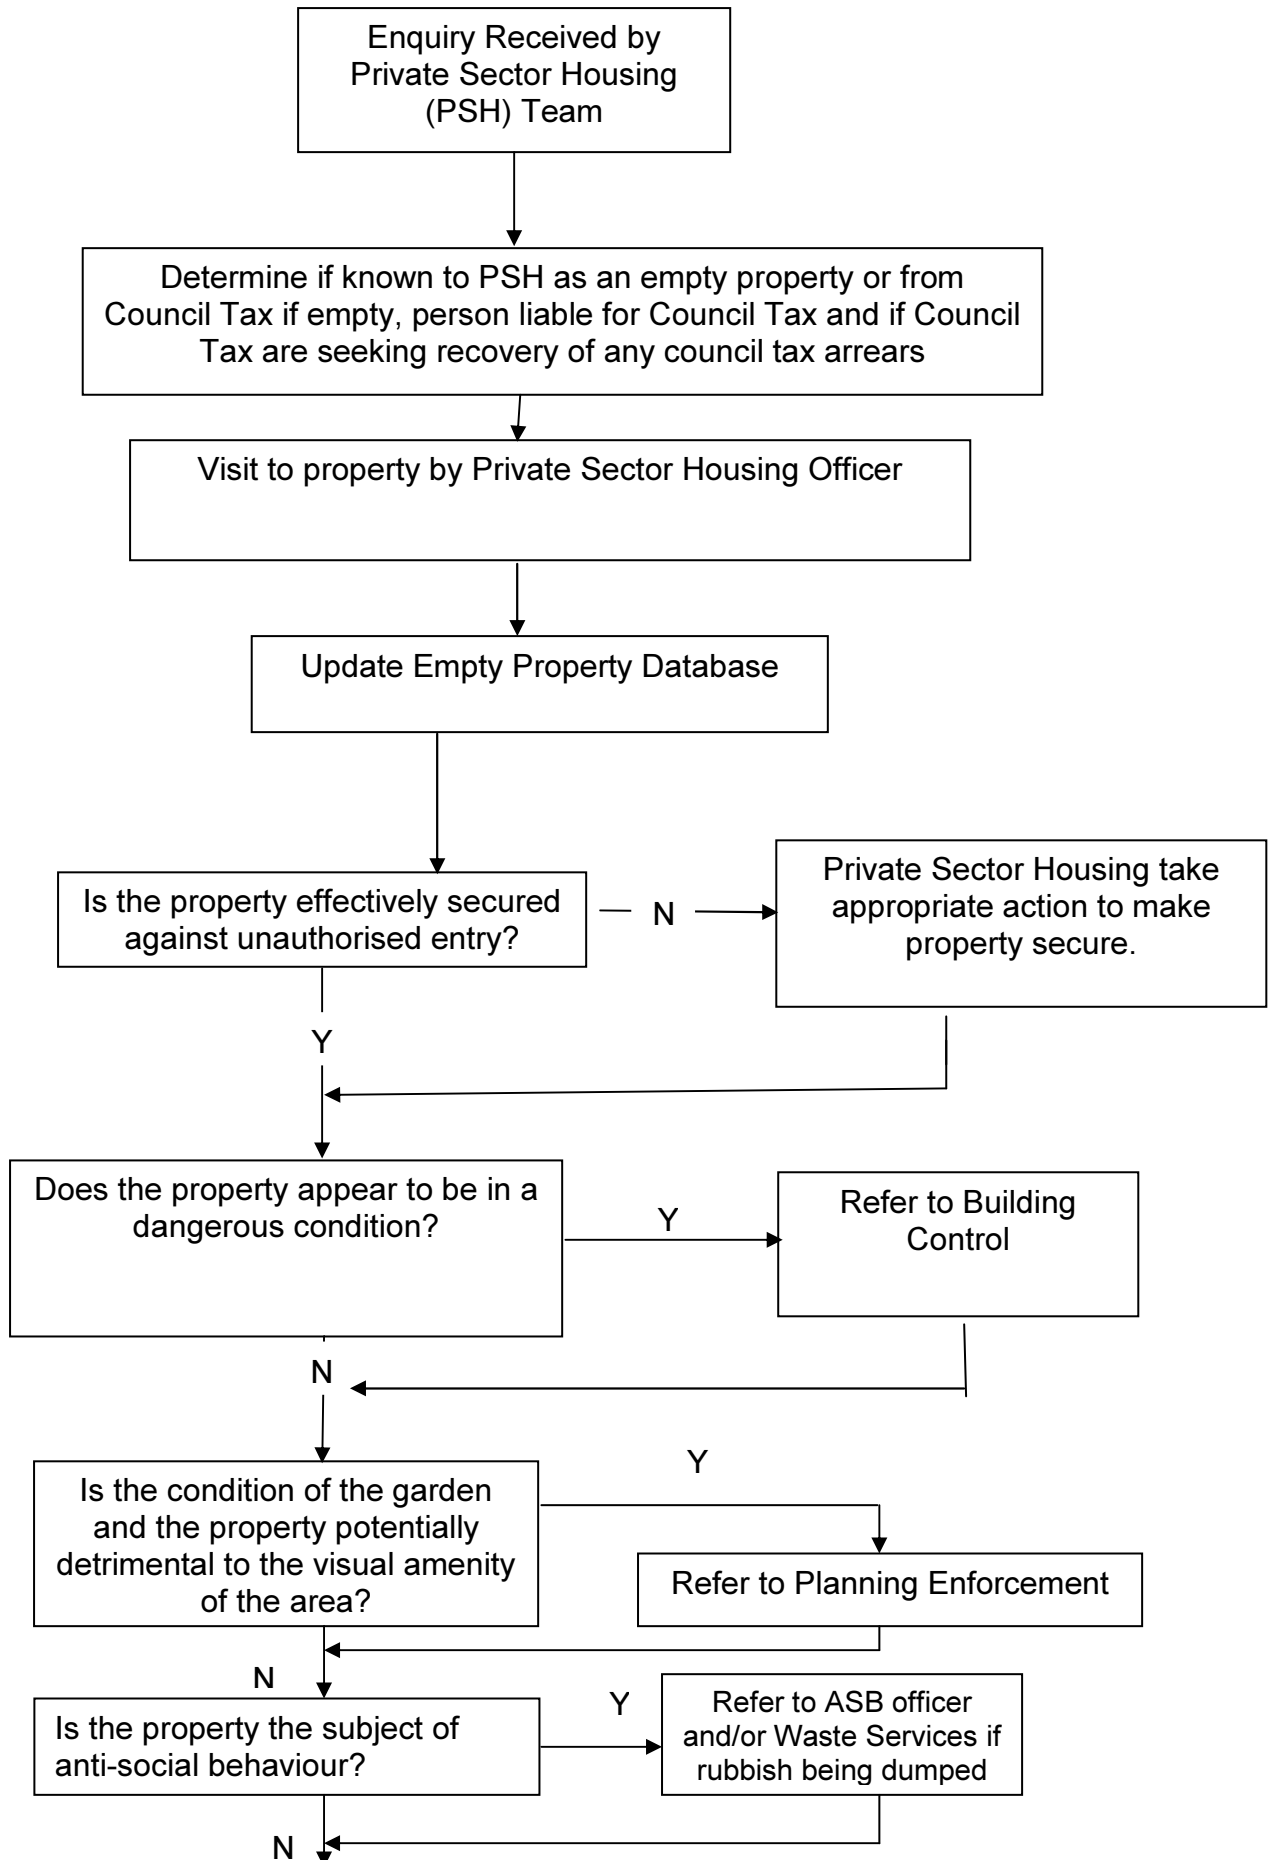 Enquiry Received by
Private Sector Housing
(PSH) Team
Determine if known to PSH as an empty property or from
Council Tax if empty, person liable for Council Tax and if Council
Tax are seeking recovery of any council tax arrears
Visit to property by Private Sector Housing Officer
Update Empty Property Database
Is the property effectively secured
against unauthorised entry?
N
Private Sector Housing take
appropriate action to make
property secure.
Y
Does the property appear to be in a
dangerous condition?
Y
Refer to Building
Control
N
Is the condition of the garden
and the property potentially
detrimental to the visual amenity
of the area?
Y
Refer to Planning Enforcement
N
Is the property the subject of
anti-social behaviour?
Y
Refer to ASB officer
and/or Waste Services if
rubbish being dumped
N